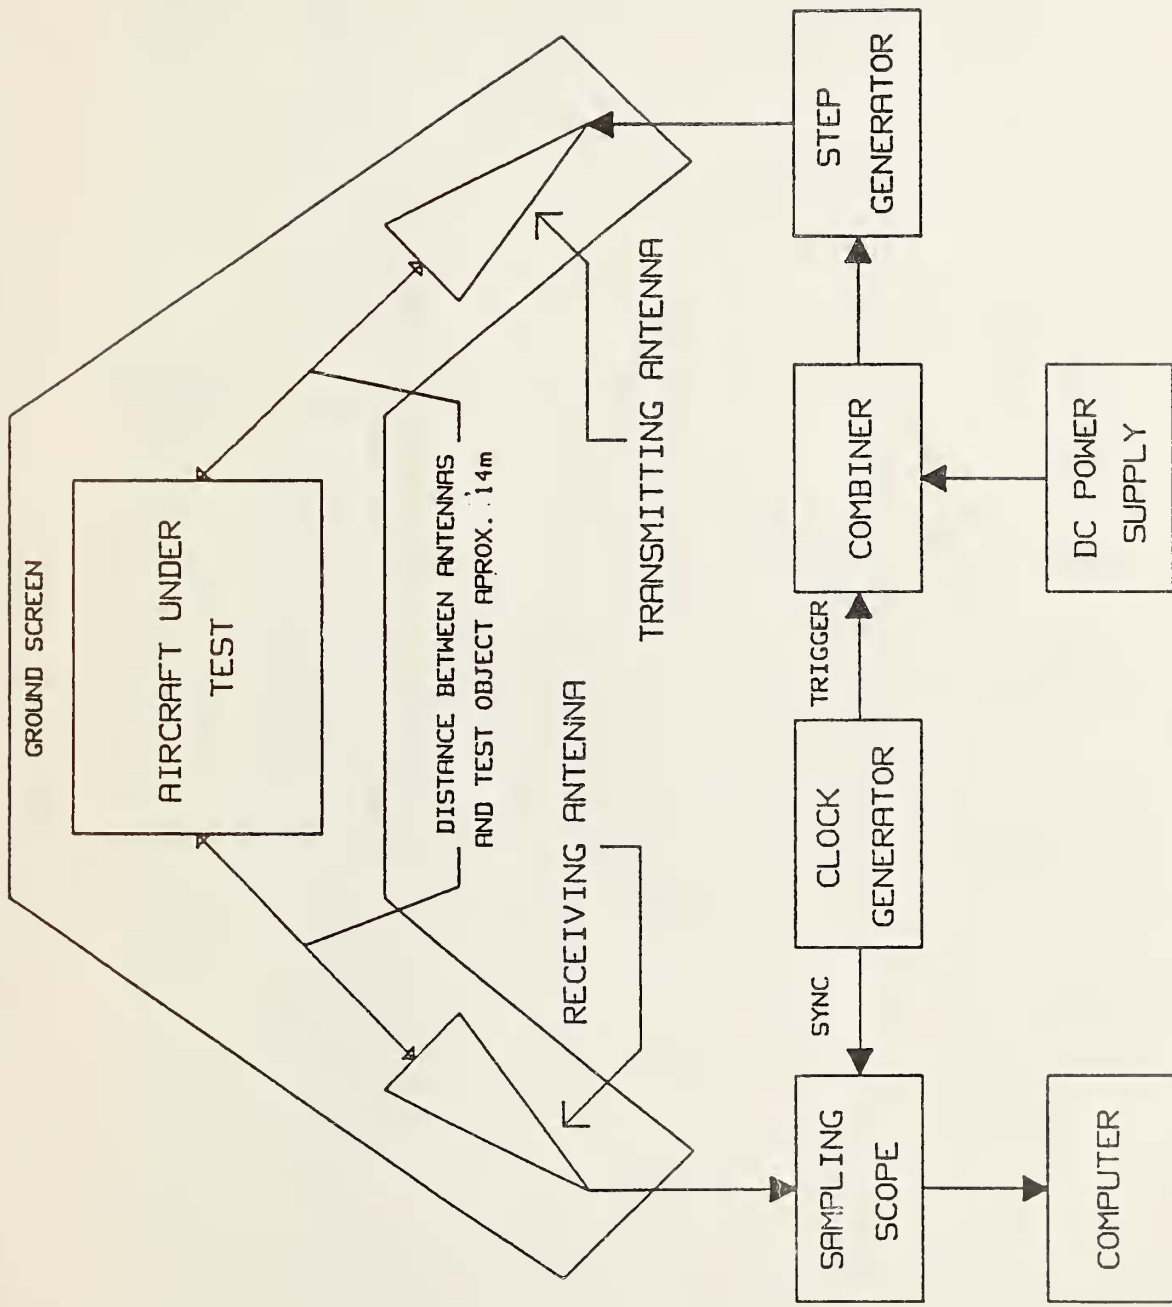 GROUND SCREEN
AIRCRAFT UNDER
TEST
DISTANCE BETWEEN ANTENNAS
AND TEST OBJECT APROX. 14m
RECEIVING ANTENNA
TRANSMITTING ANTENNA
SAMPLING
SCOPE
SYNC
CLOCK
GENERATOR
TRIGGER
COMBINER
STEP
GENERATOR
COMPUTER
DC POWER
SUPPLY